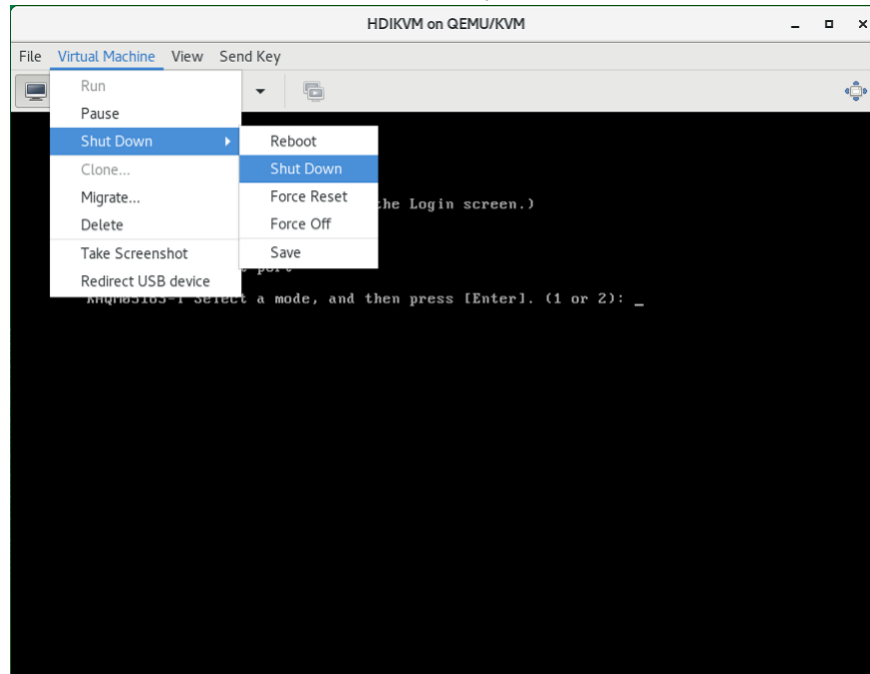 HDIKVM on QEMU/KVM
File Virtual Machine View Send Key
Run
Pause
Shut Down
Clone...
Migrate...
Delete
Take Screenshot
Redirect USB device
Reboot
Shut Down
Force Reset
Force Off
Save
the Login screen.)
port
Select a mode, and then press [Enter]. (1 or 2): _